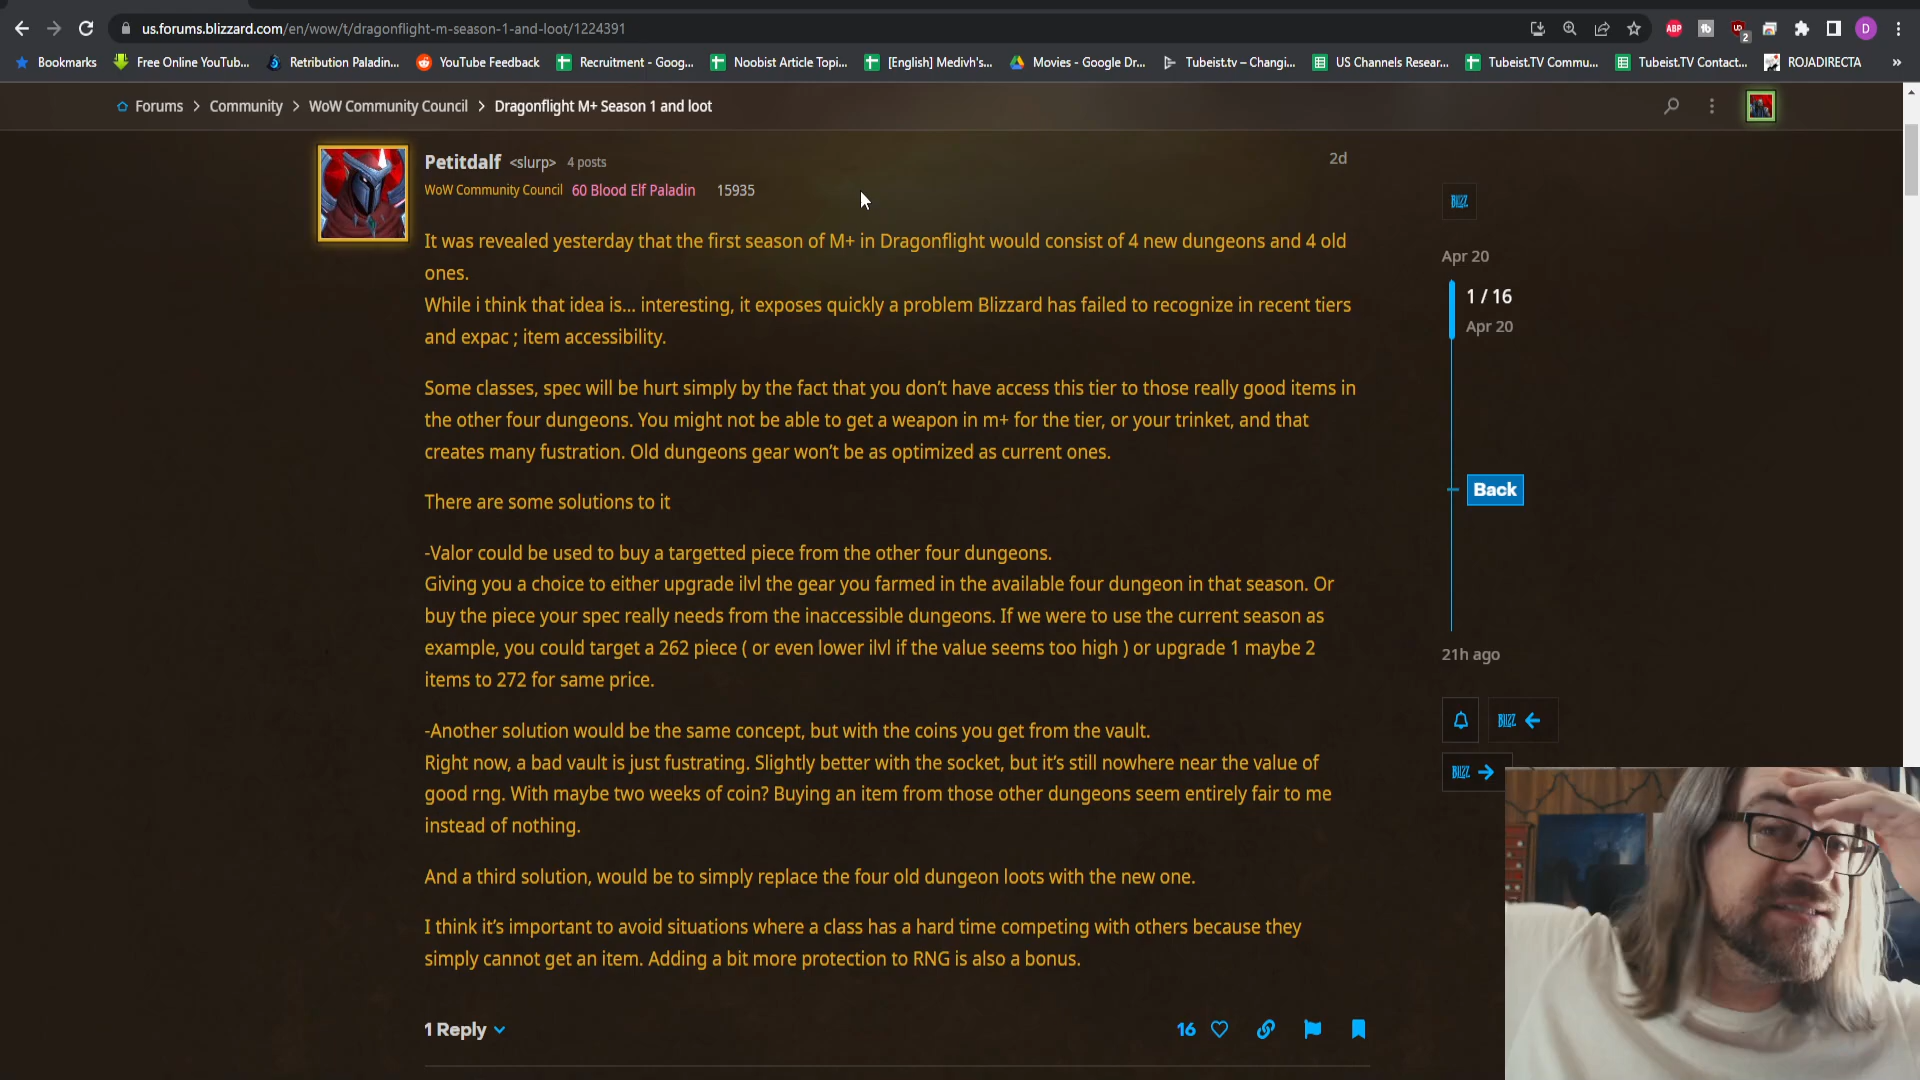 us.forums.blizzard.com/en/wow/t/dragonflight-m-season-1-and-loot/1224391
ABP
2
D
Bookmarks
Free Online YouTub...
Retribution Paladin...
YouTube Feedback
Recruitment - Goog...
Noobist Article Topi...
[English] Medivh's...
Movies - Google Dr...
Tubeist.tv – Changi...
US Channels Resear...
Tubeist.TV Commu...
Tubeist.TV Contact...
ROJADIRECTA
»
Forums > Community > WoW Community Council > Dragonflight M+ Season 1 and loot
Petitdalf <slurp> 4 posts
2d
WoW Community Council 60 Blood Elf Paladin 15935
It was revealed yesterday that the first season of M+ in Dragonflight would consist of 4 new dungeons and 4 old
ones.
While i think that idea is... interesting, it exposes quickly a problem Blizzard has failed to recognize in recent tiers
and expac ; item accessibility.
Some classes, spec will be hurt simply by the fact that you don't have access this tier to those really good items in
the other four dungeons. You might not be able to get a weapon in m+ for the tier, or your trinket, and that
creates many fustration. Old dungeons gear won't be as optimized as current ones.
There are some solutions to it
-Valor could be used to buy a targetted piece from the other four dungeons.
Giving you a choice to either upgrade ilvl the gear you farmed in the available four dungeon in that season. Or
buy the piece your spec really needs from the inaccessible dungeons. If we were to use the current season as
example, you could target a 262 piece ( or even lower ilvl if the value seems too high ) or upgrade 1 maybe 2
items to 272 for same price.
-Another solution would be the same concept, but with the coins you get from the vault.
Right now, a bad vault is just fustrating. Slightly better with the socket, but it's still nowhere near the value of
good rng. With maybe two weeks of coin? Buying an item from those other dungeons seem entirely fair to me
instead of nothing.
And a third solution, would be to simply replace the four old dungeon loots with the new one.
I think it's important to avoid situations where a class has a hard time competing with others because they
simply cannot get an item. Adding a bit more protection to RNG is also a bonus.
1 Reply
16
BLIZZ
Apr 20
1 / 16
Apr 20
Back
21h ago
BLIZZ
BLIZZ